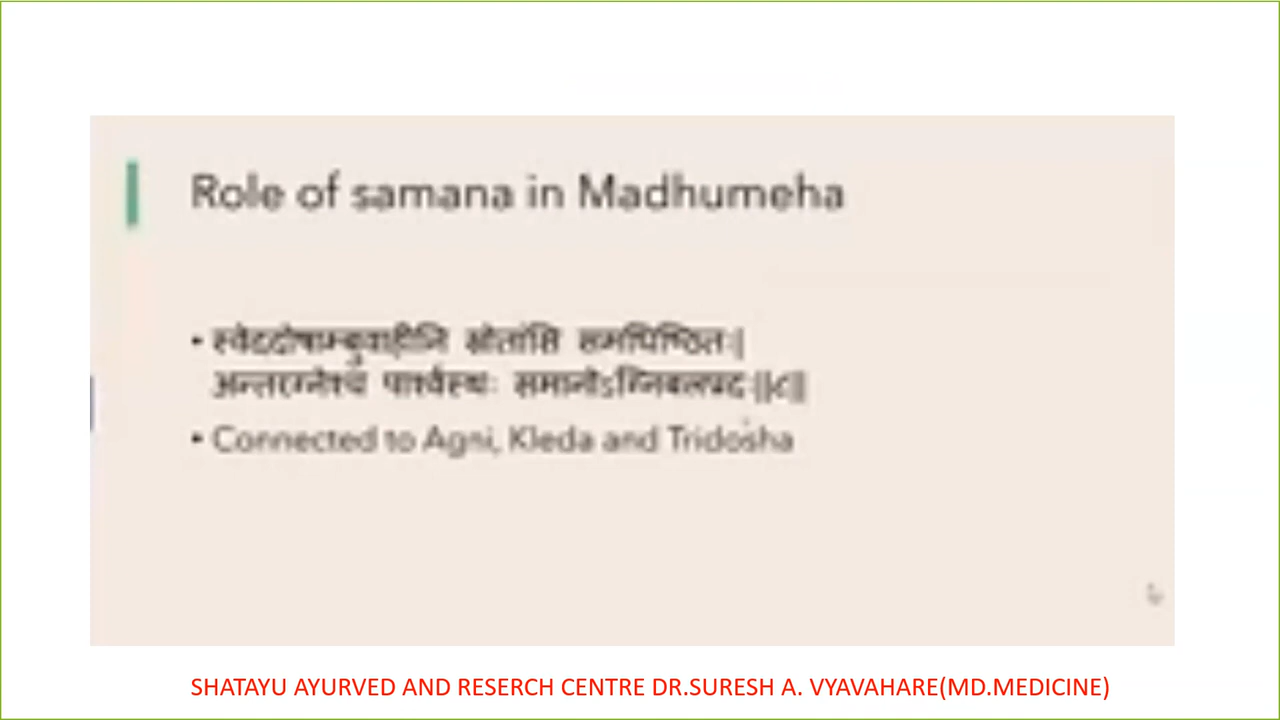 Role of samana in Madhumeha
• स्वेददोषाम्बुवाहीनि स्रोतांसि समधिष्ठितः|
अन्तरग्नेश्च पार्श्वस्थः समानोऽग्निबलप्रदः||८||
• Connected to Agni, Kleda and Tridosha
SHATAYU AYURVED AND RESERCH CENTRE DR.SURESH A. VYAVAHARE(MD.MEDICINE)